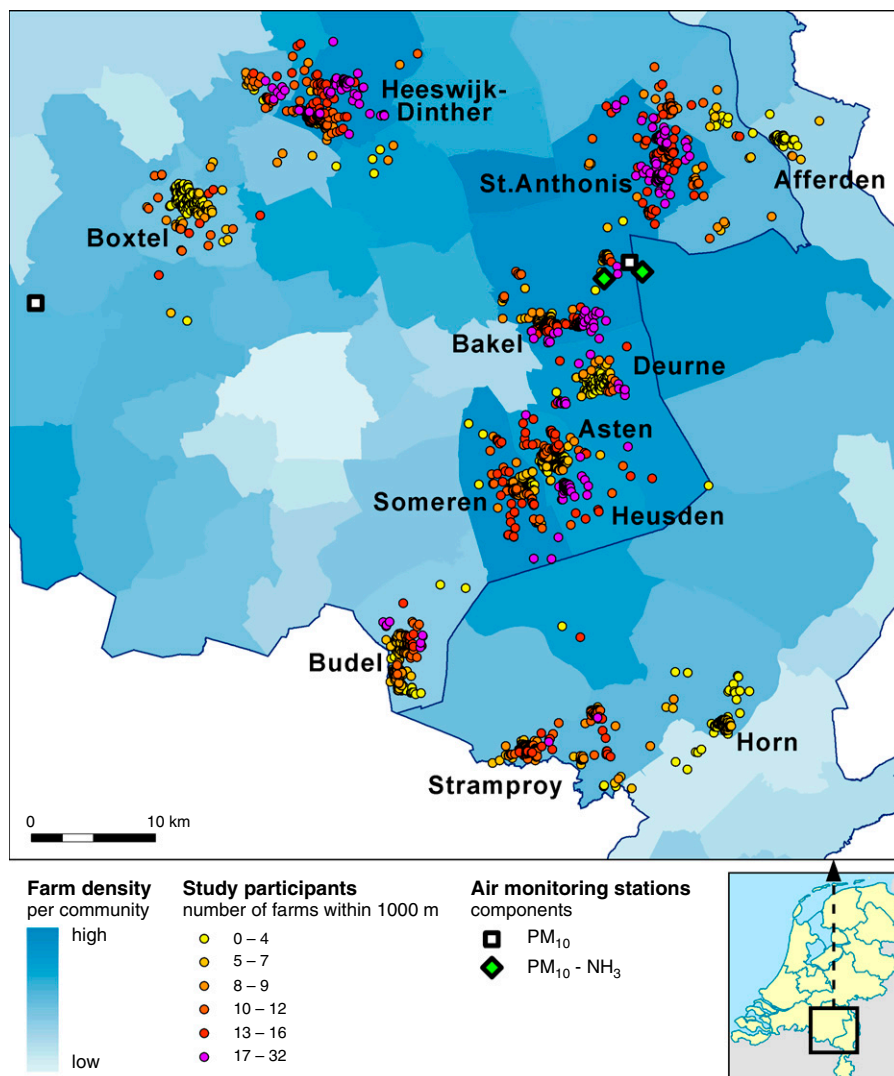 Heeswijk-
Dinther
St.Anthonis
Afferden
Boxtel
Bakel
Deurne
Asten
Someren
Heusden
Budel
Horn
Stramproy
0 10 km
Farm density
per community
high
low
Study participants
number of farms within 1000 m
0 – 4
5 – 7
8 – 9
10 – 12
13 – 16
17 – 32
Air monitoring stations
components
PM₁₀
PM₁₀ - NH₃